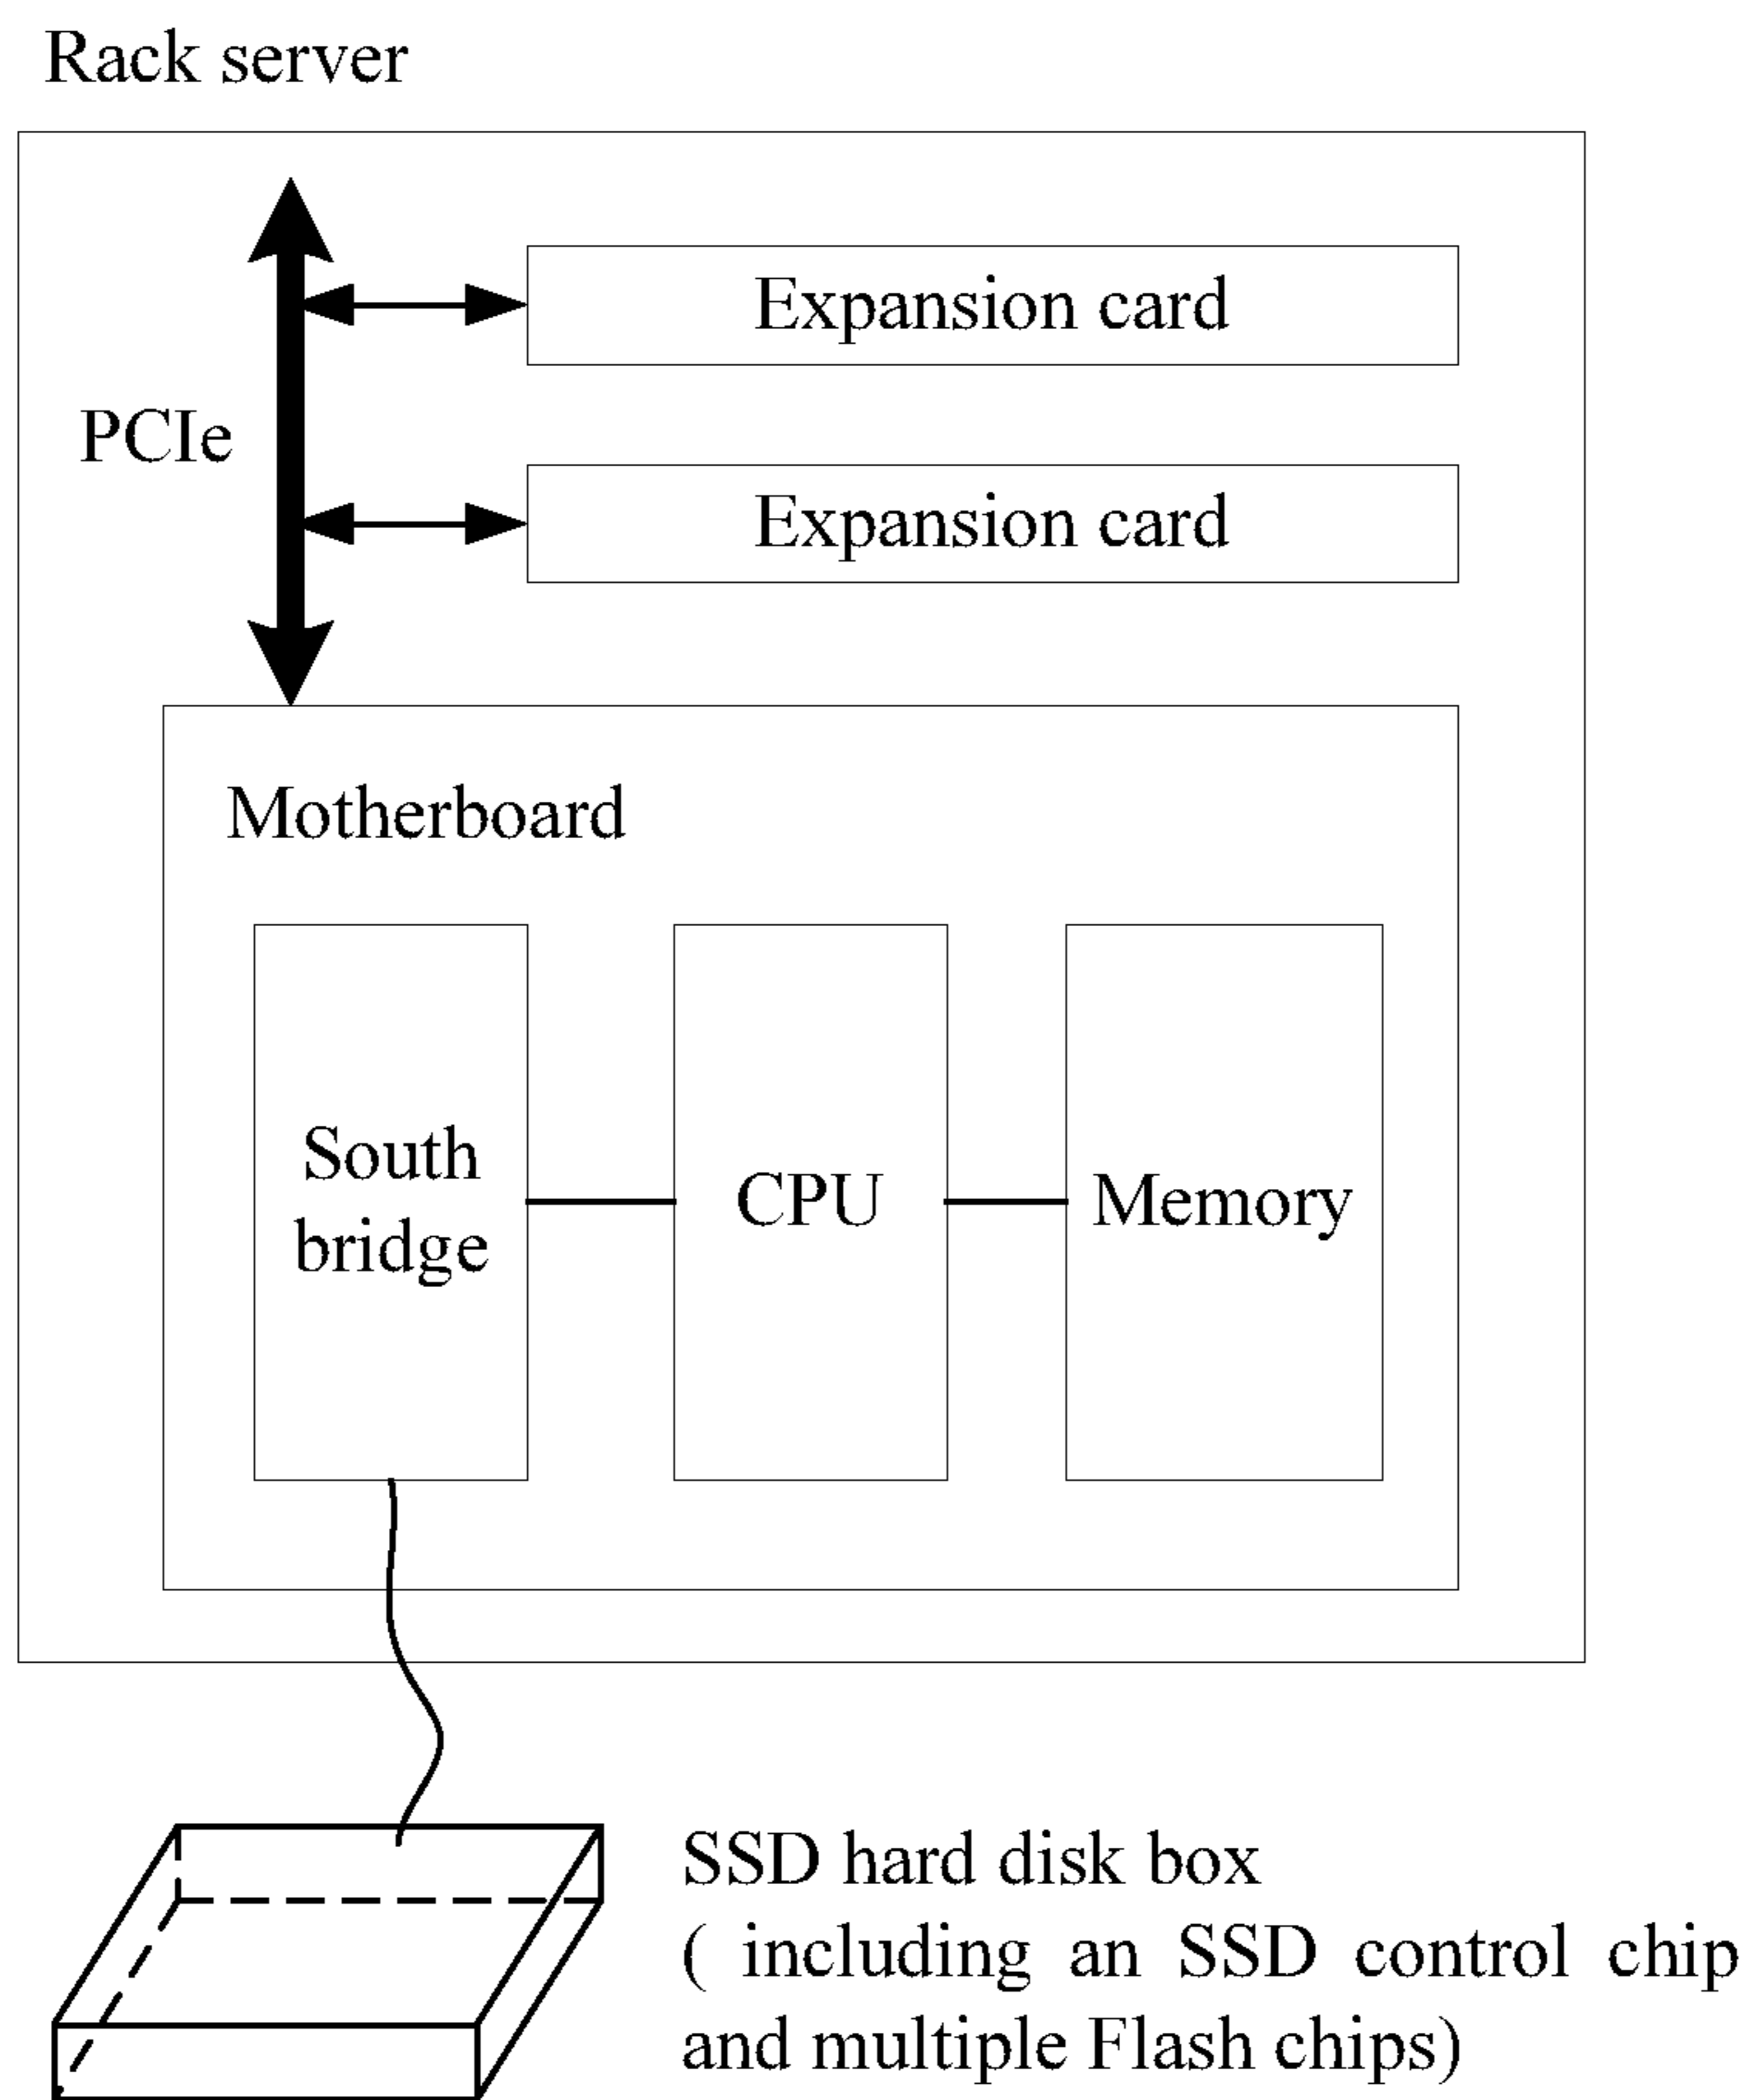 Rack server
Expansion card
PCIe
Expansion card
Motherboard
South
bridge
CPU
Memory
SSD hard disk box
( including an SSD control chip
and multiple Flash chips)